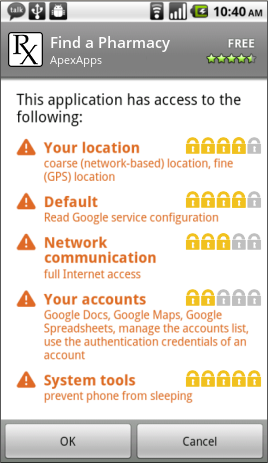 talk
10:40 AM
Rx
Find a Pharmacy
FREE
ApexApps
This application has access to the
following:
Your location
coarse (network-based) location, fine
(GPS) location
Default
Read Google service configuration
Network
communication
full Internet access
Your accounts
Google Docs, Google Maps, Google
Spreadsheets, manage the accounts list,
use the authentication credentials of an
account
System tools
prevent phone from sleeping
OK
Cancel